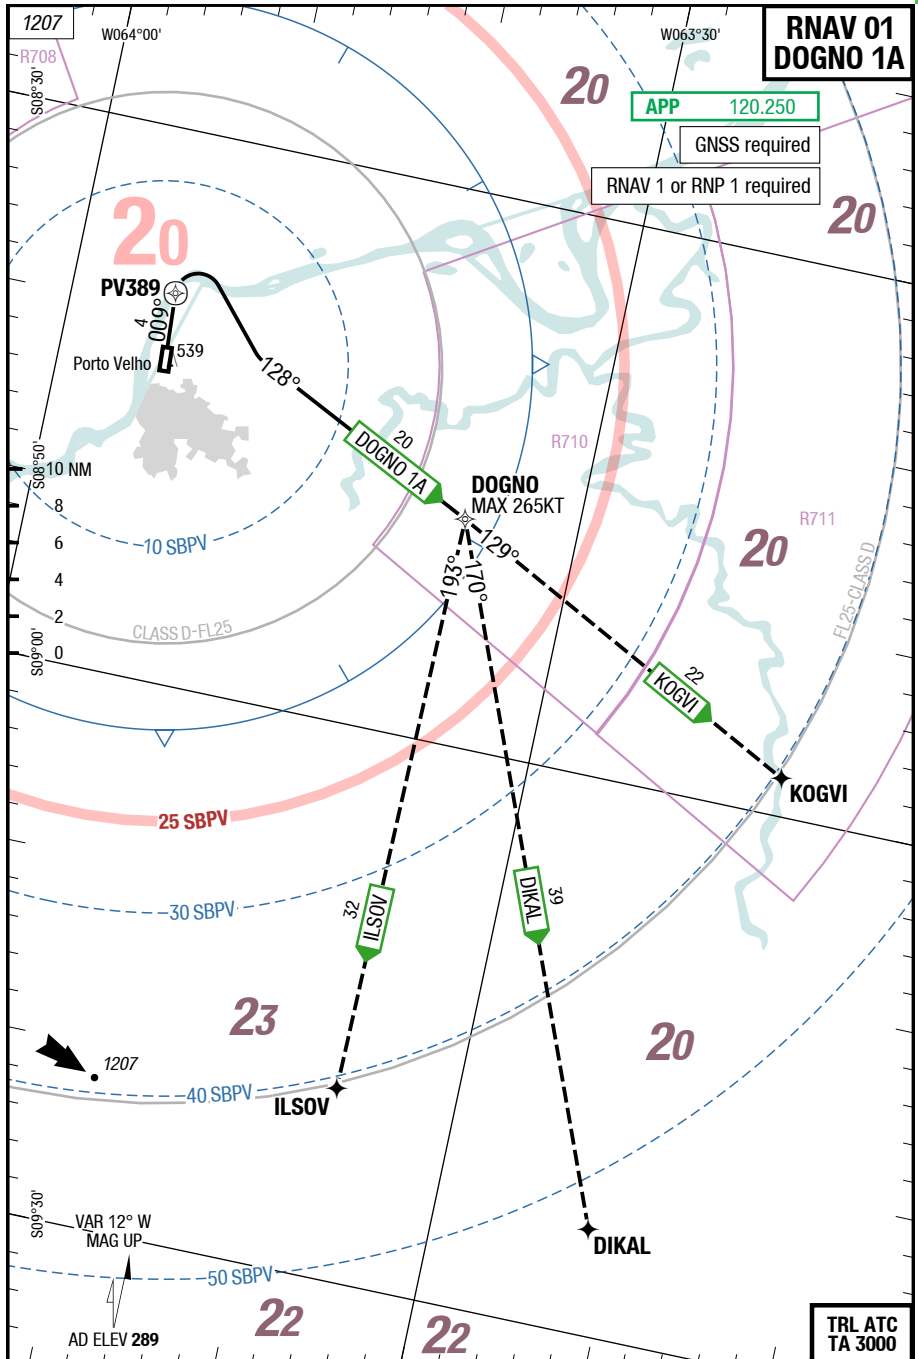 1207
W064°00'
W063°30'
RNAV 01
DOGNO 1A
R708
S08°30'
20
APP 120.250
GNSS required
RNAV 1 or RNP 1 required
20
20
PV389
4
009°
539
Porto Velho
128°
20
DOGNO 1A
R710
DOGNO
MAX 265KT
S08°50'
10 NM
8
6
4
2
0
R711
129°
20
10 SBPV
193°
170°
FL25-CLASS D
CLASS D-FL25
S09°00'
22
KOGVI
KOGVI
25 SBPV
30 SBPV
32
ILSOV
DIKAL
39
23
20
1207
40 SBPV
ILSOV
S09°30'
VAR 12° W
MAG UP
DIKAL
50 SBPV
AD ELEV 289
22
22
TRL ATC
TA 3000